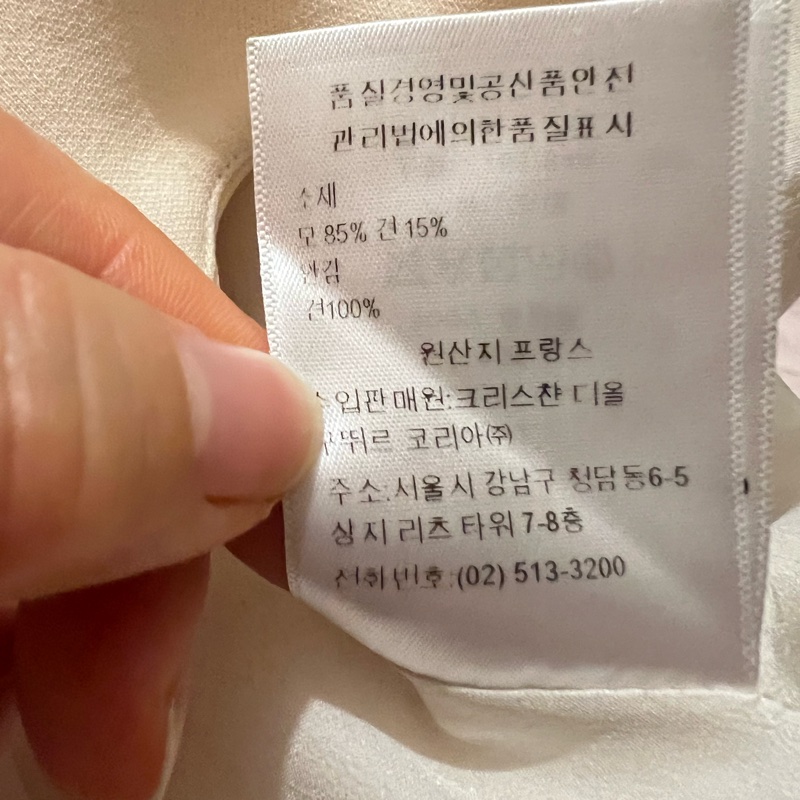 품질경영및공산품안전
관리법에의한품질표시
소재
모 85% 견 15%
안감
견100%
원산지 프랑스
수입판매원:크리스챤 디올
꾸뛰르 코리아㈜
주소:서울시 강남구 청담동6-5
싱지 리츠 타워 7-8층
전화번호:(02) 513-3200